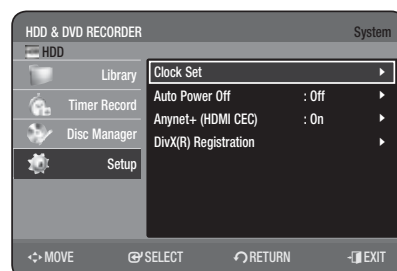 HDD & DVD RECORDER System
HDD
Library
Timer Record
Disc Manager
Setup
Clock Set
Auto Power Off : Off
Anynet+ (HDMI CEC) : On
DivX(R) Registration
MOVE SELECT RETURN EXIT